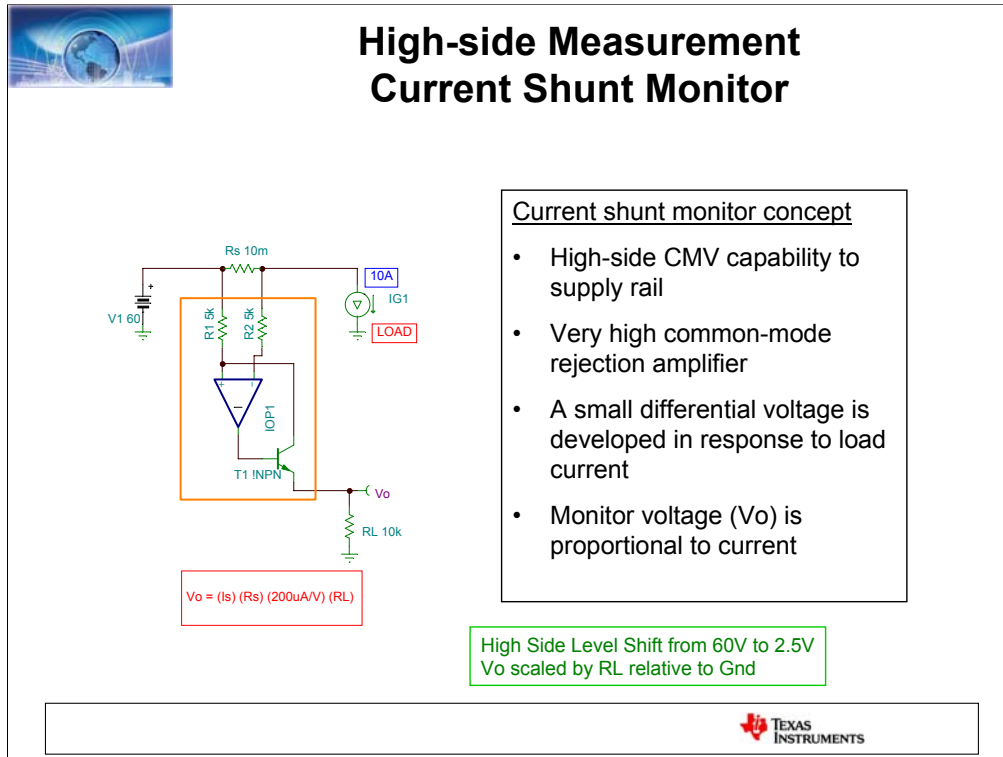 High-side Measurement
Current Shunt Monitor
Rs 10m
10A
IG1
LOAD
+
V1 60
R1 5k
R2 5k
+
-
IOP1
T1 !NPN
Vo
RL 10k
Vo = (Is) (Rs) (200uA/V) (RL)
Current shunt monitor concept
• High-side CMV capability to
supply rail
• Very high common-mode
rejection amplifier
• A small differential voltage is
developed in response to load
current
• Monitor voltage (Vo) is
proportional to current
High Side Level Shift from 60V to 2.5V
Vo scaled by RL relative to Gnd
TEXAS
INSTRUMENTS